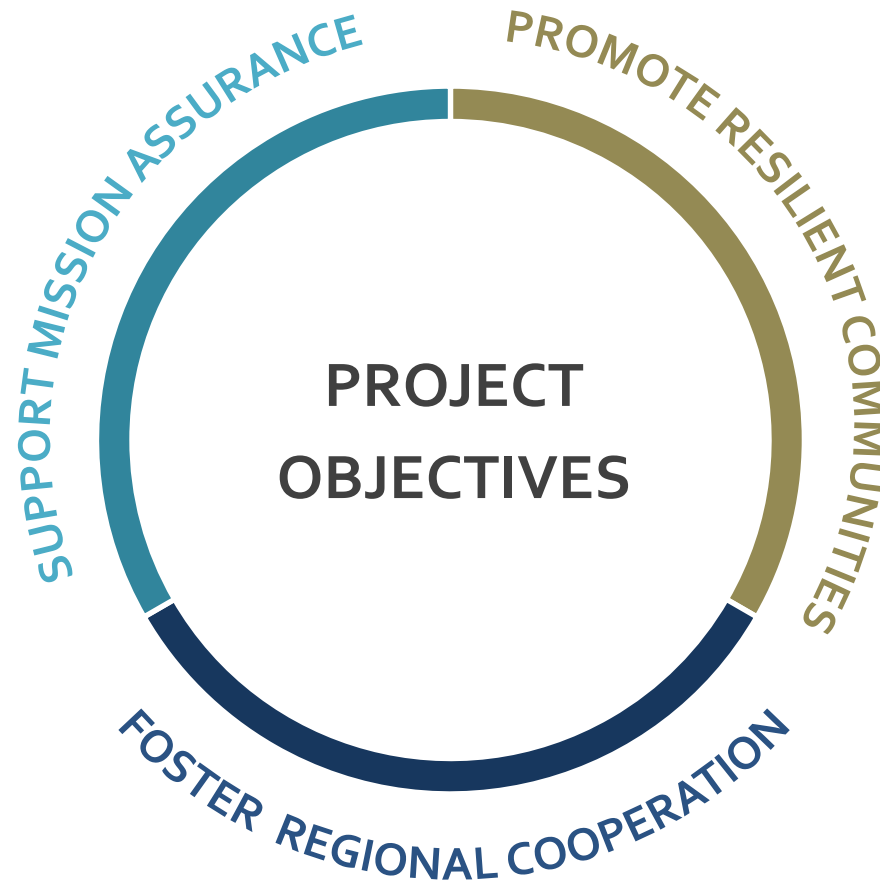 SUPPORT MISSION ASSURANCE
PROMOTE RESILIENT COMMUNITIES
PROJECT
OBJECTIVES
FOSTER REGIONAL COOPERATION